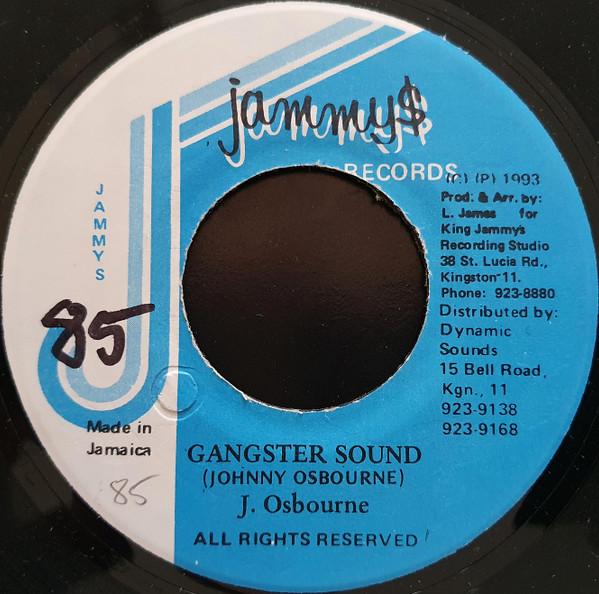 jammy$
RECORDS
(C) (P) 1993
Prod: & Arr. by:
L. James for
King Jammy's
Recording Studio
38 St. Lucia Rd.,
Kingston 11.
Phone: 923-8880
Distributed by:
Dynamic
Sounds
15 Bell Road,
Kgn., 11
923-9138
923-9168
JAMMYS
85
Made in
Jamaica
85
GANGSTER SOUND
(JOHNNY OSBOURNE)
J. Osbourne
ALL RIGHTS RESERVED